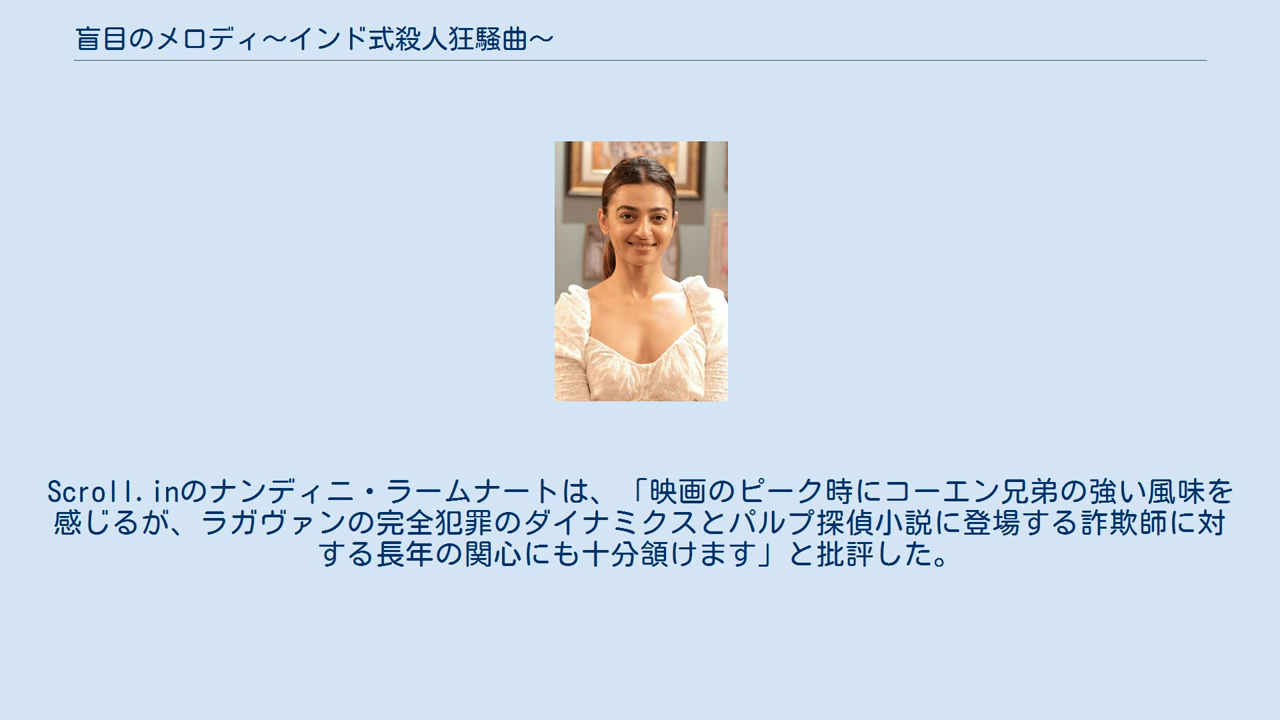 盲目のメロディ～インド式殺人狂騒曲～
Scroll.inのナンディニ・ラームナートは、「映画のピーク時にコーエン兄弟の強い風味を
感じるが、ラガヴァンの完全犯罪のダイナミクスとパルプ探偵小説に登場する詐欺師に対
する長年の関心にも十分頷けます」と批評した。